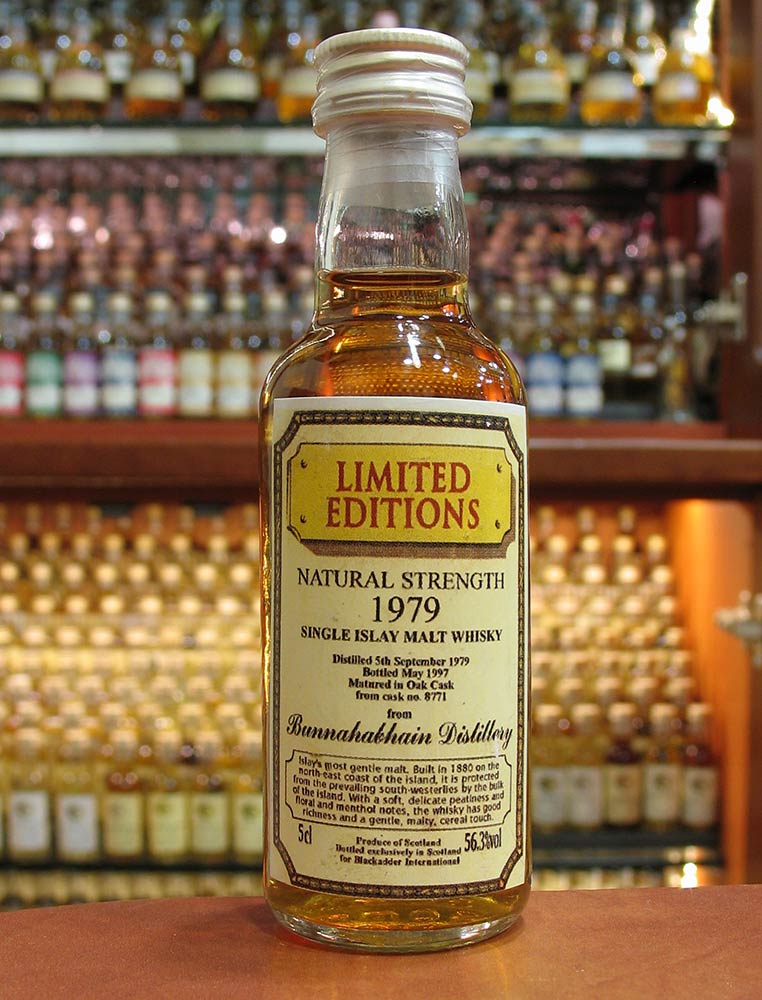 LIMITED
EDITIONS
NATURAL STRENGTH
1979
SINGLE ISLAY MALT WHISKY
Distilled 5th September 1979
Bottled May 1997
Matured in Oak Cask
from cask no. 8771
from
Bunnahabhain Distillery
Islay's most gentle malt. Built in 1880 on the
north-east coast of the island, it is protected
from the prevailing south-westerlies by the bulk
of the island. With a soft, delicate peatiness and
floral and menthol notes, the whisky has good
richness and a gentle, malty, cereal touch.
5cl
Produce of Scotland
Bottled exclusively in Scotland
for Blackadder International
56.3%vol